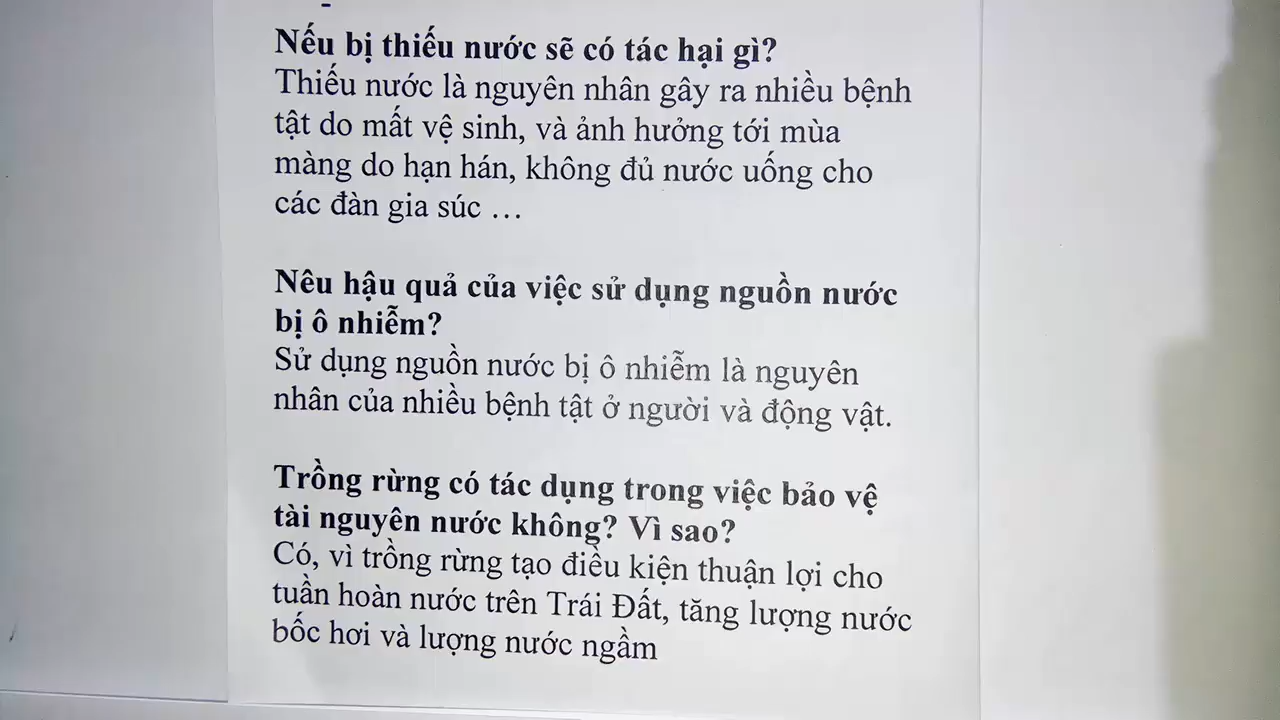 Nếu bị thiếu nước sẽ có tác hại gì?
Thiếu nước là nguyên nhân gây ra nhiều bệnh
tật do mất vệ sinh, và ảnh hưởng tới mùa
màng do hạn hán, không đủ nước uống cho
các đàn gia súc …
Nêu hậu quả của việc sử dụng nguồn nước
bị ô nhiễm?
Sử dụng nguồn nước bị ô nhiễm là nguyên
nhân của nhiều bệnh tật ở người và động vật.
Trồng rừng có tác dụng trong việc bảo vệ
tài nguyên nước không? Vì sao?
Có, vì trồng rừng tạo điều kiện thuận lợi cho
tuần hoàn nước trên Trái Đất, tăng lượng nước
bốc hơi và lượng nước ngầm